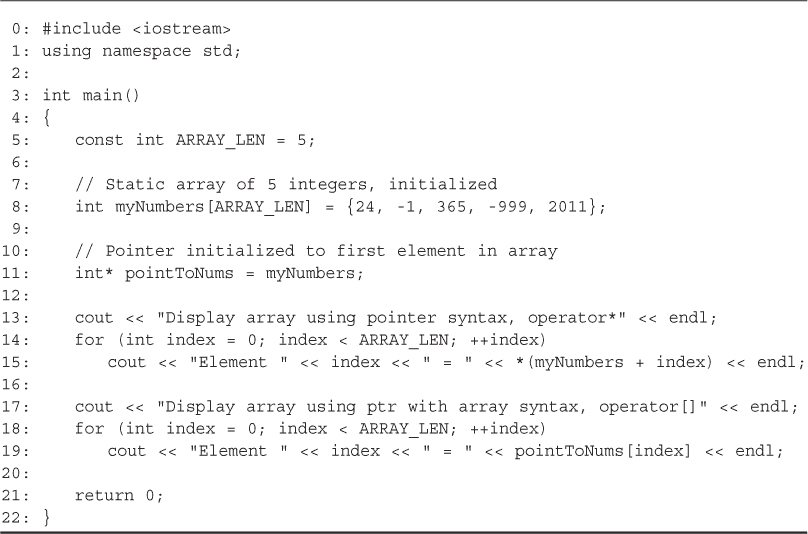 0: #include <iostream>
1: using namespace std;
2:
3: int main()
4: {
5:    const int ARRAY_LEN = 5;
6:
7:    // Static array of 5 integers, initialized
8:    int myNumbers[ARRAY_LEN] = {24, -1, 365, -999, 2011};
9:
10:    // Pointer initialized to first element in array
11:    int* pointToNums = myNumbers;
12:
13:    cout << "Display array using pointer syntax, operator*" << endl;
14:    for (int index = 0; index < ARRAY_LEN; ++index)
15:       cout << "Element " << index << " = " << *(myNumbers + index) << endl;
16:
17:    cout << "Display array using ptr with array syntax, operator[]" << endl;
18:    for (int index = 0; index < ARRAY_LEN; ++index)
19:       cout << "Element " << index << " = " << pointToNums[index] << endl;
20:
21:    return 0;
22: }